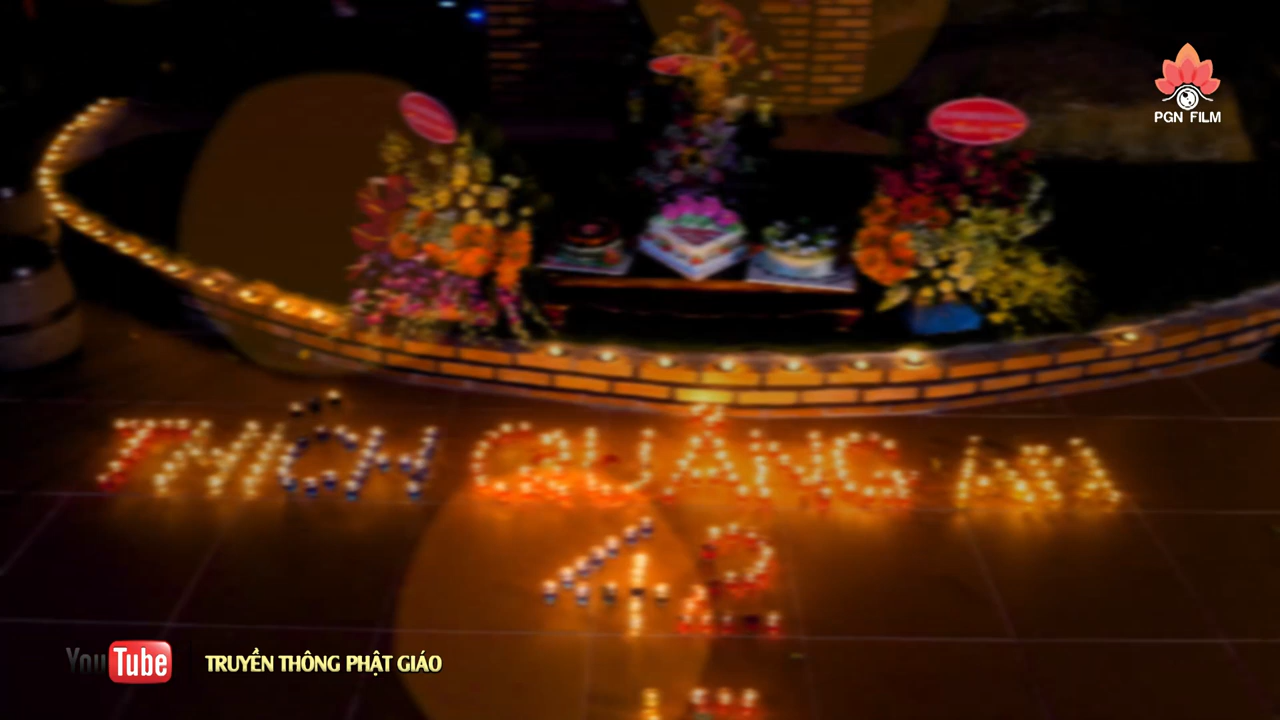 PGN FILM
THÍCH QUẢNG AN
42
YouTube
TRUYỀN THÔNG PHẬT GIÁO